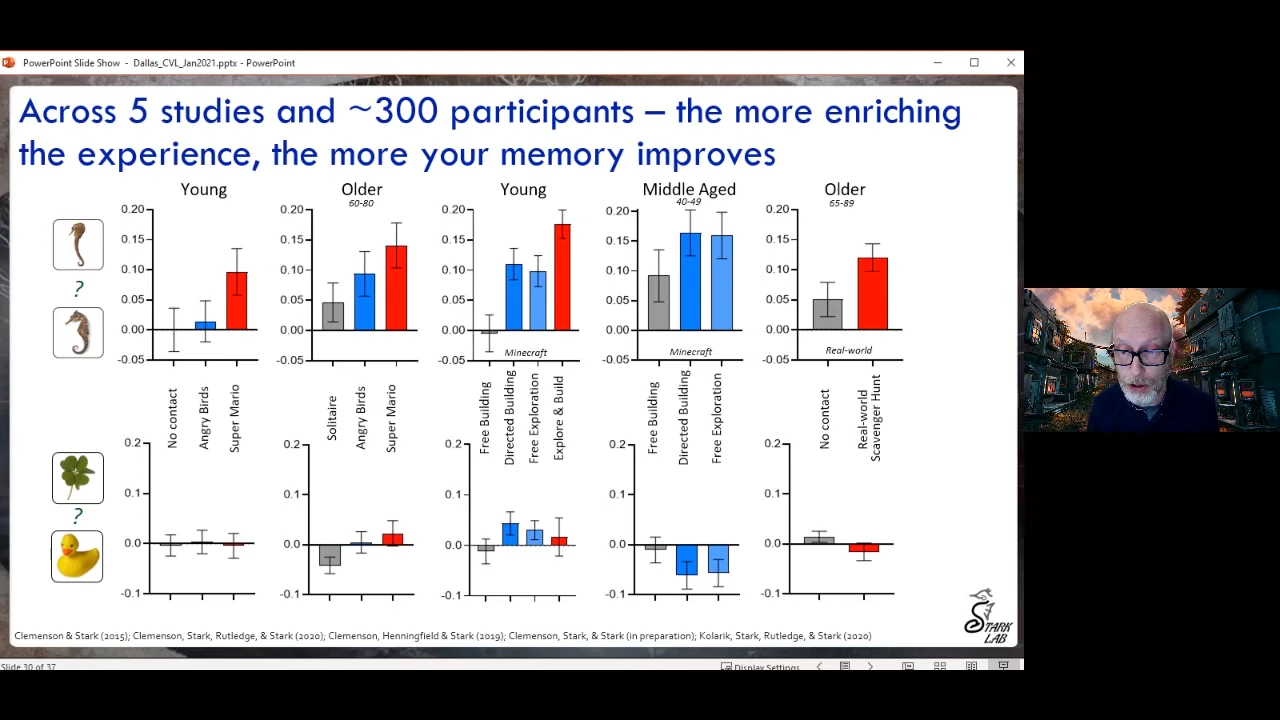 PowerPoint Slide Show - Dallas_CVL_Jan2021.pptx - PowerPoint
Across 5 studies and ~300 participants – the more enriching
the experience, the more your memory improves
Young
0.20
0.15
0.10
0.05
0.00
-0.05
No contact
Angry Birds
Super Mario
Older
60-80
0.20
0.15
0.10
0.05
0.00
-0.05
Solitaire
Angry Birds
Super Mario
Young
0.20
0.15
0.10
0.05
0.00
-0.05
Minecraft
Free Building
Directed Building
Free Exploration
Explore & Build
Middle Aged
40-49
0.20
0.15
0.10
0.05
0.00
-0.05
Minecraft
Free Building
Directed Building
Free Exploration
Older
65-89
0.20
0.15
0.10
0.05
0.00
-0.05
Real-world
No contact
Real-world
Scavenger Hunt
?
?
0.2
0.1
0.0
-0.1
0.2
0.1
0.0
-0.1
0.2
0.1
0.0
-0.1
0.2
0.1
0.0
-0.1
0.2
0.1
0.0
-0.1
STARK
LAB
Clemenson & Stark (2015); Clemenson, Stark, Rutledge, & Stark (2020); Clemenson, Henningfield & Stark (2019); Clemenson, Stark, & Stark (in preparation); Kolarik, Stark, Rutledge, & Stark (2020)
Slide 30 of 37
Display Settings